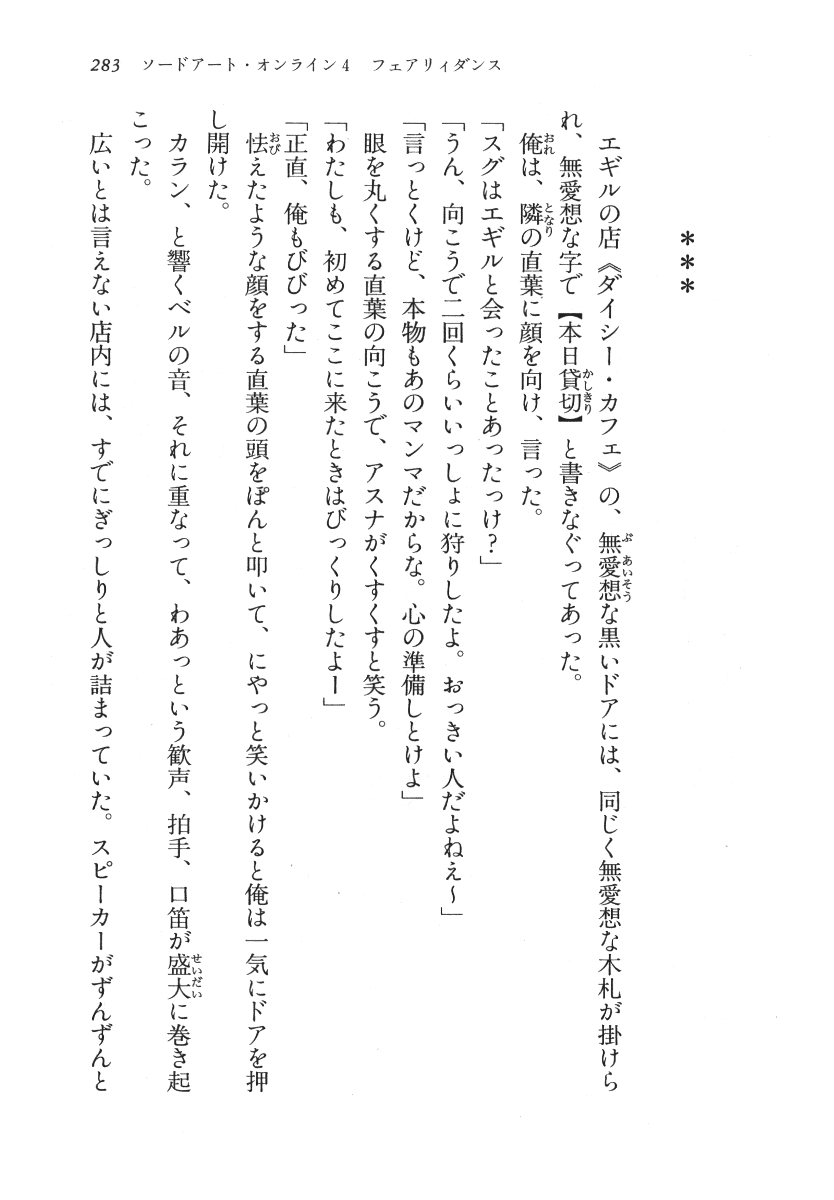 283 ソードアート・オンライン4 フェアリィダンス
＊＊＊
エギルの店《ダイシー・カフェ》の、無愛想な黒いドアには、同じく無愛想な木札が掛けら
れ、無愛想な字で【本日貸切】と書きなぐってあった。
俺は、隣の直葉に顔を向け、言った。
「スグはエギルと会ったことあったっけ？」
「うん、向こうで二回くらいいっしょに狩りしたよ。おっきい人だよねぇ～」
「言っとくけど、本物もあのマンマだからな。心の準備しとけよ」
眼を丸くする直葉の向こうで、アスナがくすくすと笑う。
「わたしも、初めてここに来たときはびっくりしたよー」
「正直、俺もびびった」
怯えたような顔をする直葉の頭をぽんと叩いて、にやっと笑いかけると俺は一気にドアを押
し開けた。
カラン、と響くベルの音、それに重なって、わあっという歓声、拍手、口笛が盛大に巻き起
こった。
広いとは言えない店内には、すでにぎっしりと人が詰まっていた。スピーカーがずんずんと